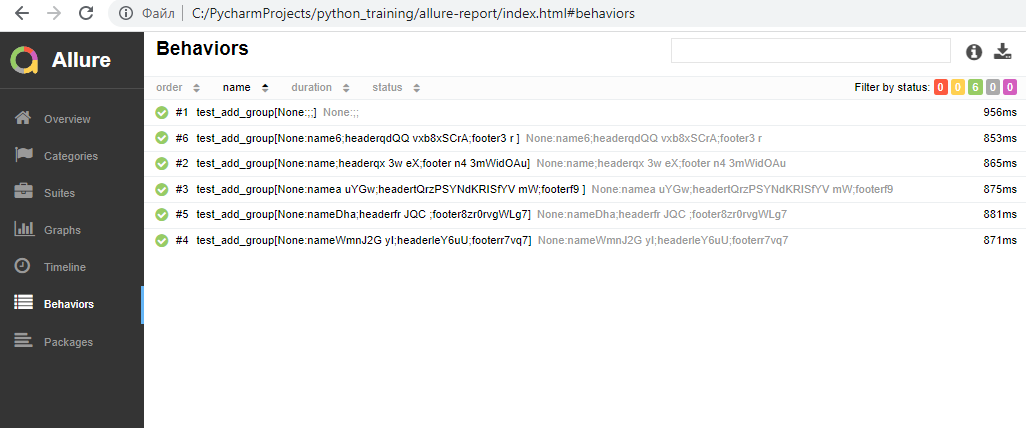 Файл | C:/PycharmProjects/python_training/allure-report/index.html#behaviors
Allure
Overview
Categories
Suites
Graphs
Timeline
Behaviors
Packages
Behaviors
order name duration status Filter by status: 0 0 6 0 0
#1 test_add_group[None:;;] None:;; 956ms
#6 test_add_group[None:name6;headerqdQQ vxb8xSCrA;footer3 r ] None:name6;headerqdQQ vxb8xSCrA;footer3 r 853ms
#2 test_add_group[None:name;headerqx 3w eX;footer n4 3mWidOAu] None:name;headerqx 3w eX;footer n4 3mWidOAu 865ms
#3 test_add_group[None:namea uYGw;headertQrzPSYNdKRISfYV mW;footerf9 ] None:namea uYGw;headertQrzPSYNdKRISfYV mW;footerf9 875ms
#5 test_add_group[None:nameDha;headerfr JQC ;footer8zr0rvgWLg7] None:nameDha;headerfr JQC ;footer8zr0rvgWLg7 881ms
#4 test_add_group[None:nameWmnJ2G yI;headerleY6uU;footerr7vq7] None:nameWmnJ2G yI;headerleY6uU;footerr7vq7 871ms